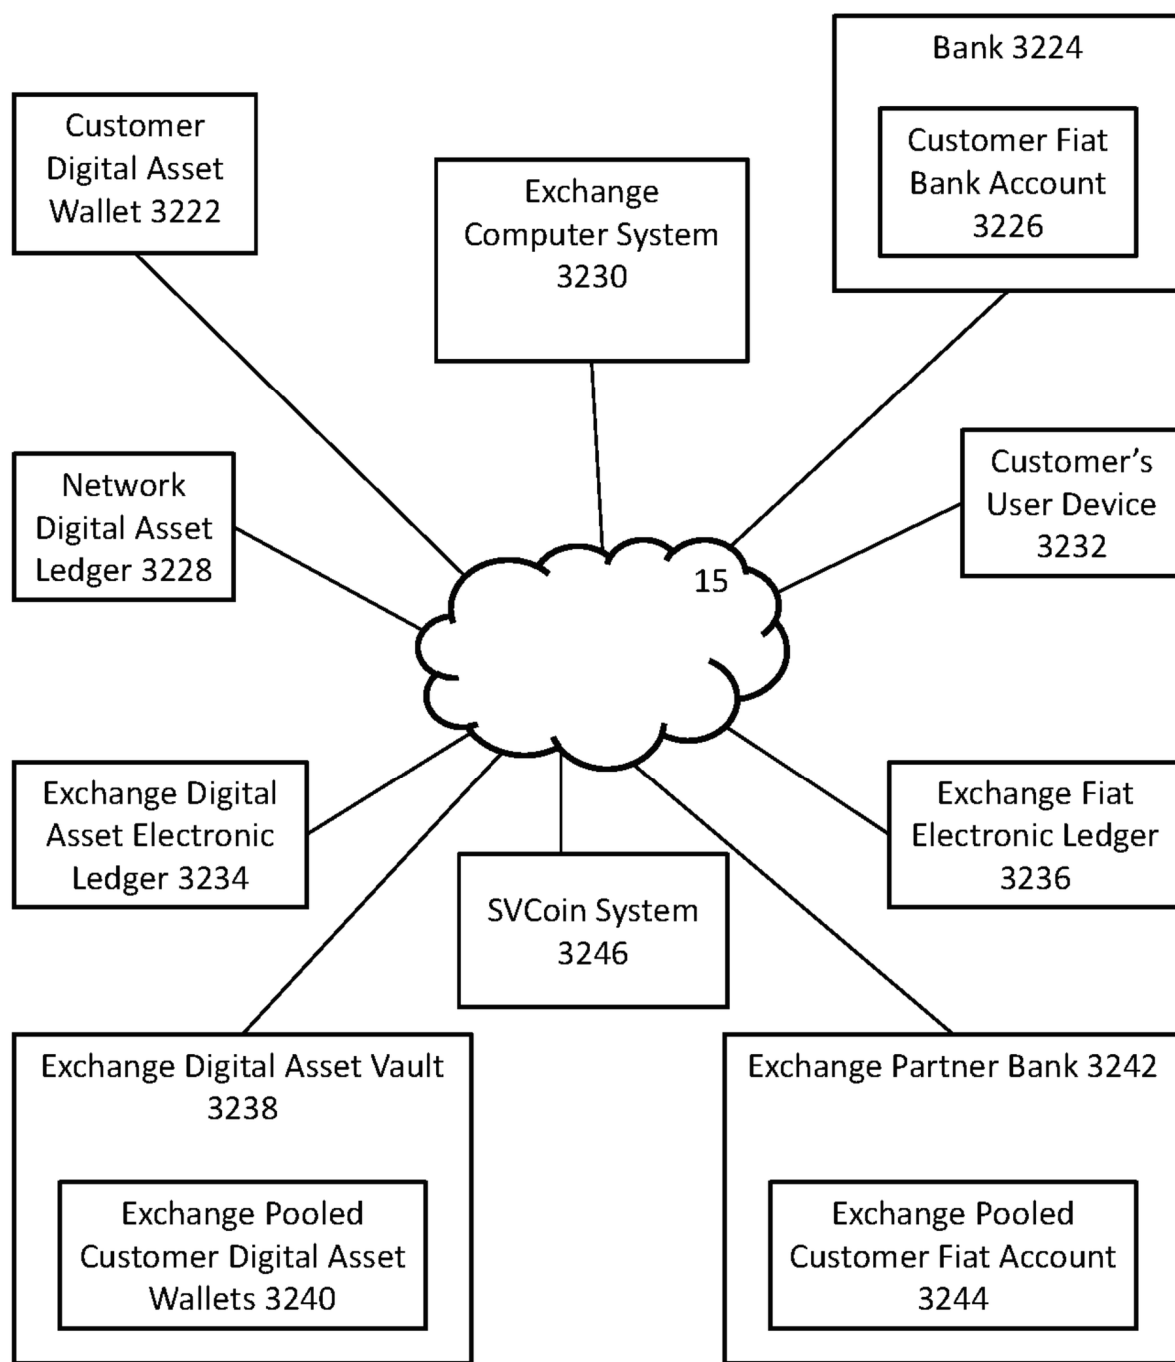 Bank 3224
Customer
Digital Asset
Wallet 3222
Customer Fiat
Bank Account
3226
Exchange
Computer System
3230
Network
Digital Asset
Ledger 3228
Customer’s
User Device
3232
15
Exchange Digital
Asset Electronic
Ledger 3234
Exchange Fiat
Electronic Ledger
3236
SVCoin System
3246
Exchange Digital Asset Vault
3238
Exchange Pooled
Customer Digital Asset
Wallets 3240
Exchange Partner Bank 3242
Exchange Pooled
Customer Fiat Account
3244